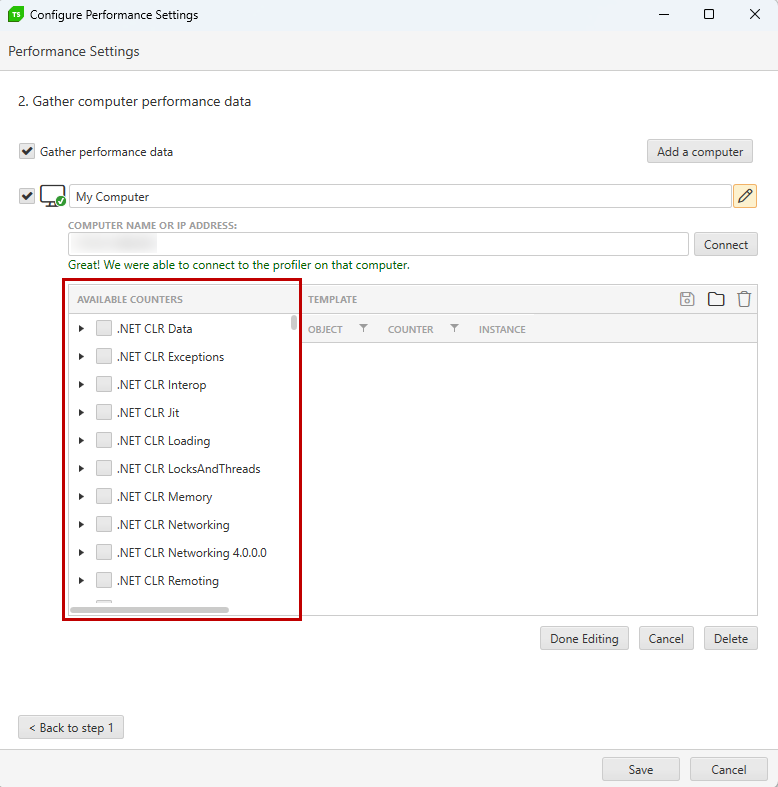 TS Configure Performance Settings
Performance Settings
2. Gather computer performance data
Gather performance data Add a computer
My Computer
COMPUTER NAME OR IP ADDRESS:
Connect
Great! We were able to connect to the profiler on that computer.
AVAILABLE COUNTERS TEMPLATE
OBJECT COUNTER INSTANCE
.NET CLR Data
.NET CLR Exceptions
.NET CLR Interop
.NET CLR Jit
.NET CLR Loading
.NET CLR LocksAndThreads
.NET CLR Memory
.NET CLR Networking
.NET CLR Networking 4.0.0.0
.NET CLR Remoting
Done Editing Cancel Delete
< Back to step 1
Save Cancel